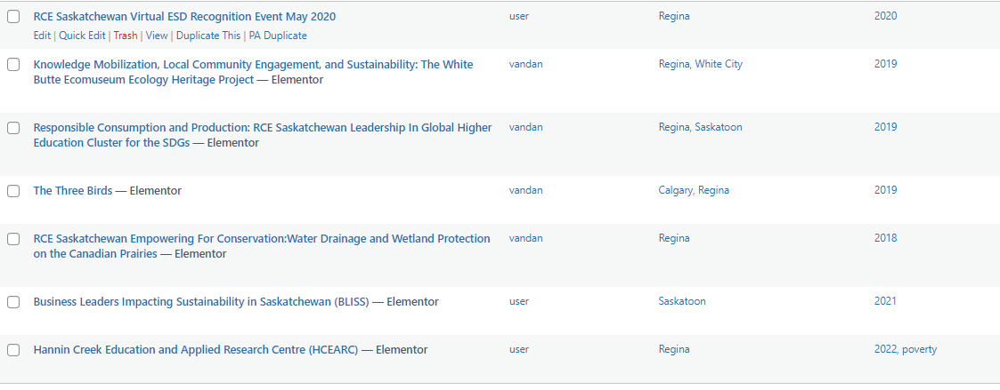 RCE Saskatchewan Virtual ESD Recognition Event May 2020 user Regina 2020
Edit | Quick Edit | Trash | View | Duplicate This | PA Duplicate
Knowledge Mobilization, Local Community Engagement, and Sustainability: The White vandan Regina, White City 2019
Butte Ecomuseum Ecology Heritage Project — Elementor
Responsible Consumption and Production: RCE Saskatchewan Leadership In Global Higher vandan Regina, Saskatoon 2019
Education Cluster for the SDGs — Elementor
The Three Birds — Elementor vandan Calgary, Regina 2019
RCE Saskatchewan Empowering For Conservation:Water Drainage and Wetland Protection vandan Regina 2018
on the Canadian Prairies — Elementor
Business Leaders Impacting Sustainability in Saskatchewan (BLISS) — Elementor user Saskatoon 2021
Hannin Creek Education and Applied Research Centre (HCEARC) — Elementor user Regina 2022, poverty